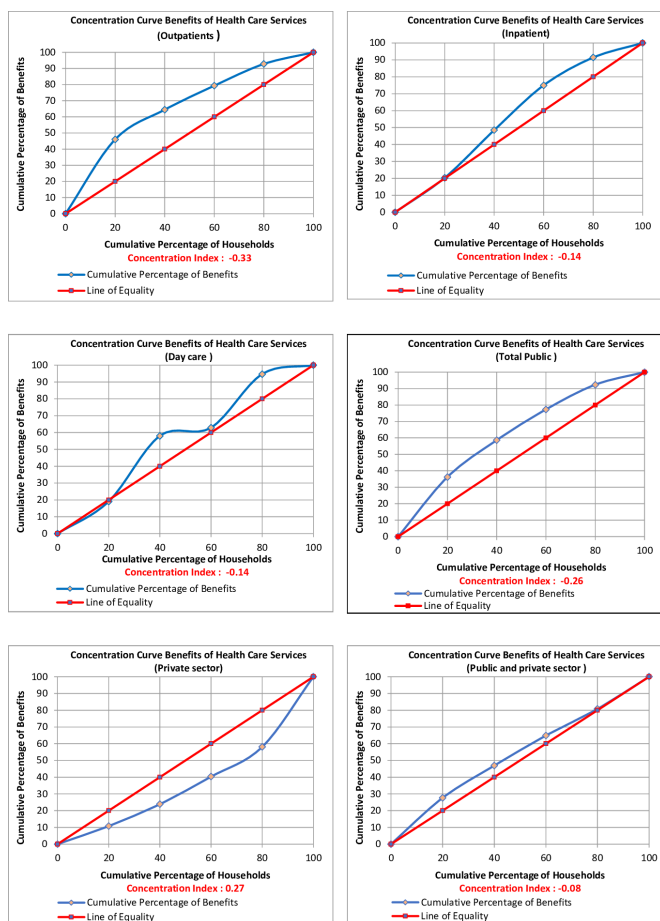 Concentration Curve Benefits of Health Care Services
(Outpatients )
Cumulative Percentage of Benefits
100
90
80
70
60
50
40
30
20
10
0
0 20 40 60 80 100
Cumulative Percentage of Households
Concentration Index : -0.33
Cumulative Percentage of Benefits
Line of Equality
Concentration Curve Benefits of Health Care Services
(Inpatient)
Cumulative Percentage of Benefits
100
90
80
70
60
50
40
30
20
10
0
0 20 40 60 80 100
Cumulative Percentage of Households
Concentration Index : -0.14
Cumulative Percentage of Benefits
Line of Equality
Concentration Curve Benefits of Health Care Services
(Day care )
Cumulative Percentage of Benefits
100
90
80
70
60
50
40
30
20
10
0
0 20 40 60 80 100
Cumulative Percentage of Households
Concentration Index : -0.14
Cumulative Percentage of Benefits
Line of Equality
Concentration Curve Benefits of Health Care Services
(Total Public )
Cumulative Percentage of Benefits
100
90
80
70
60
50
40
30
20
10
0
0 20 40 60 80 100
Cumulative Percentage of Households
Concentration Index : -0.26
Cumulative Percentage of Benefits
Line of Equality
Concentration Curve Benefits of Health Care Services
(Private sector)
Cumulative Percentage of Benefits
100
90
80
70
60
50
40
30
20
10
0
0 20 40 60 80 100
Cumulative Percentage of Households
Concentration Index : 0.27
Cumulative Percentage of Benefits
Line of Equality
Concentration Curve Benefits of Health Care Services
(Public and private sector )
Cumulative Percentage of Benefits
100
90
80
70
60
50
40
30
20
10
0
0 20 40 60 80 100
Cumulative Percentage of Households
Concentration Index : -0.08
Cumulative Percentage of Benefits
Line of Equality